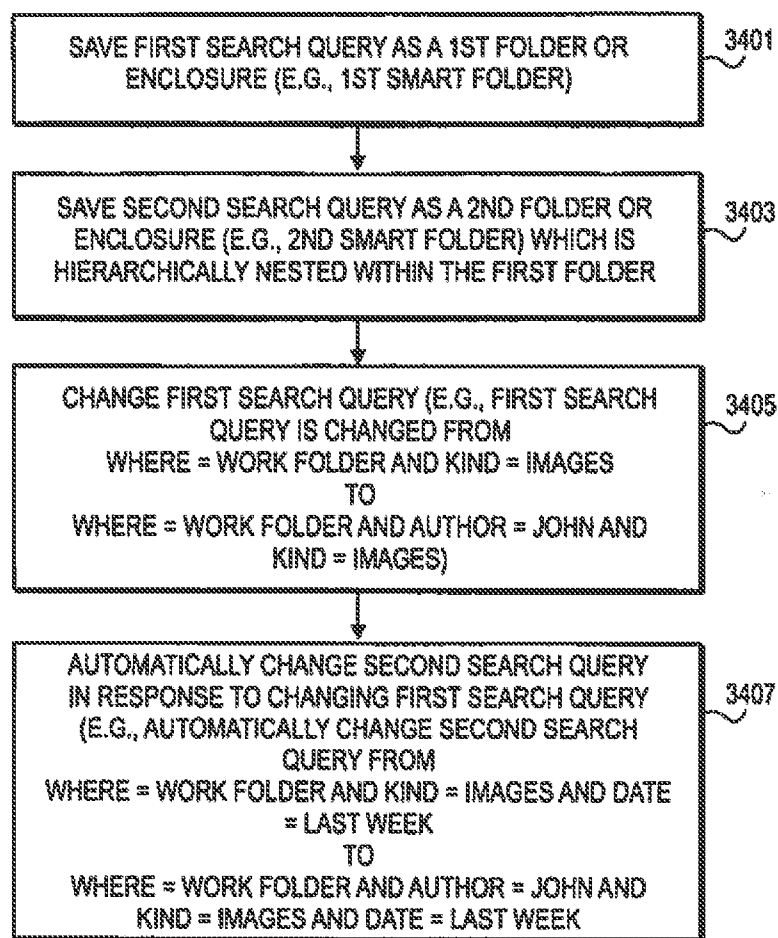 SAVE FIRST SEARCH QUERY AS A 1ST FOLDER OR
ENCLOSURE (E.G., 1ST SMART FOLDER)
3401
SAVE SECOND SEARCH QUERY AS A 2ND FOLDER OR
ENCLOSURE (E.G., 2ND SMART FOLDER) WHICH IS
HIERARCHICALLY NESTED WITHIN THE FIRST FOLDER
3403
CHANGE FIRST SEARCH QUERY (E.G., FIRST SEARCH
QUERY IS CHANGED FROM
WHERE = WORK FOLDER AND KIND = IMAGES
TO
WHERE = WORK FOLDER AND AUTHOR = JOHN AND
KIND = IMAGES)
3405
AUTOMATICALLY CHANGE SECOND SEARCH QUERY
IN RESPONSE TO CHANGING FIRST SEARCH QUERY
(E.G., AUTOMATICALLY CHANGE SECOND SEARCH
QUERY FROM
WHERE = WORK FOLDER AND KIND = IMAGES AND DATE
= LAST WEEK
TO
WHERE = WORK FOLDER AND AUTHOR = JOHN AND
KIND = IMAGES AND DATE = LAST WEEK
3407